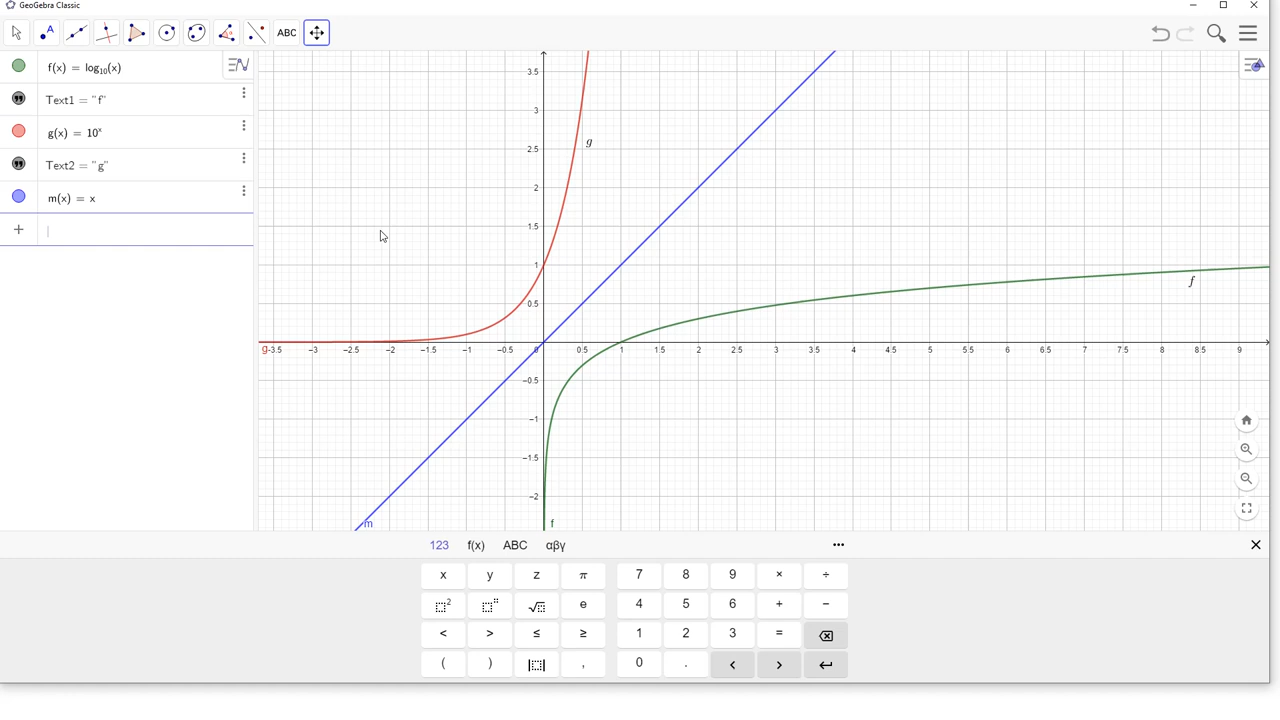 GeoGebra Classic
ABC
f(x) = log₁₀(x)
Text1 = "f"
g(x) = 10ˣ
Text2 = "g"
m(x) = x
3.5
3
2.5
2
1.5
1
0.5
g -3.5 -3 -2.5 -2 -1.5 -1 -0.5 0 0.5 1 1.5 2 2.5 3 3.5 4 4.5 5 5.5 6 6.5 7 7.5 8 8.5 9
-0.5
-1
-1.5
-2
g
f
m
f
123 f(x) ABC αβγ
x y z π 7 8 9 × ÷
² √ e 4 5 6 + −
< > ≤ ≥ 1 2 3 =
( ) | | , 0 . < >